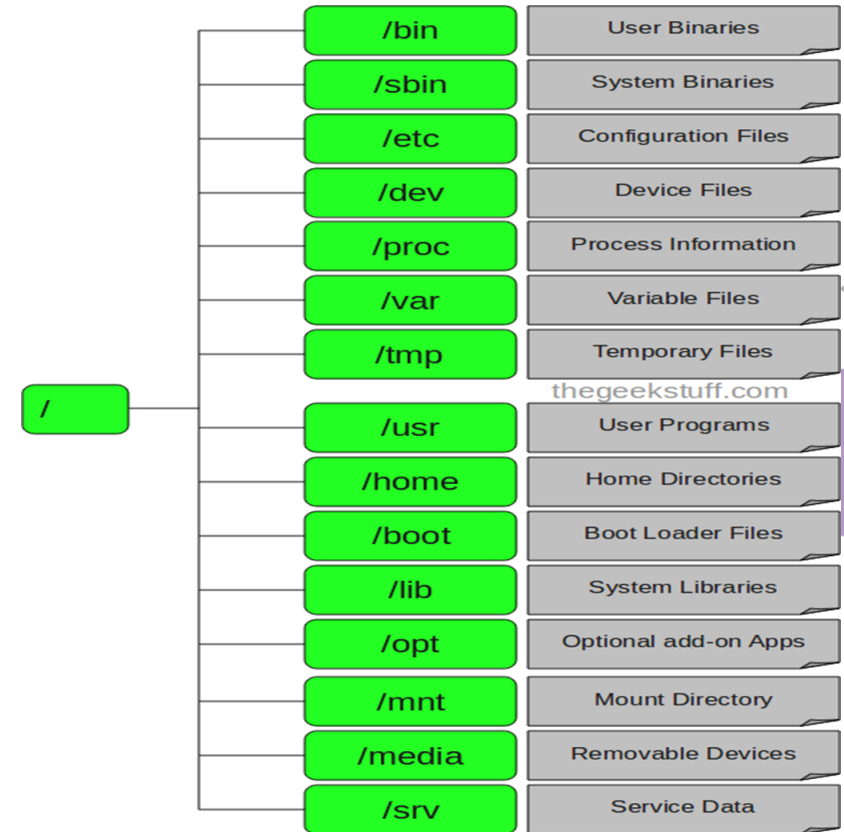 /bin User Binaries
/sbin System Binaries
/etc Configuration Files
/dev Device Files
/proc Process Information
/var Variable Files
/tmp Temporary Files
thegeekstuff.com
/
/usr User Programs
/home Home Directories
/boot Boot Loader Files
/lib System Libraries
/opt Optional add-on Apps
/mnt Mount Directory
/media Removable Devices
/srv Service Data